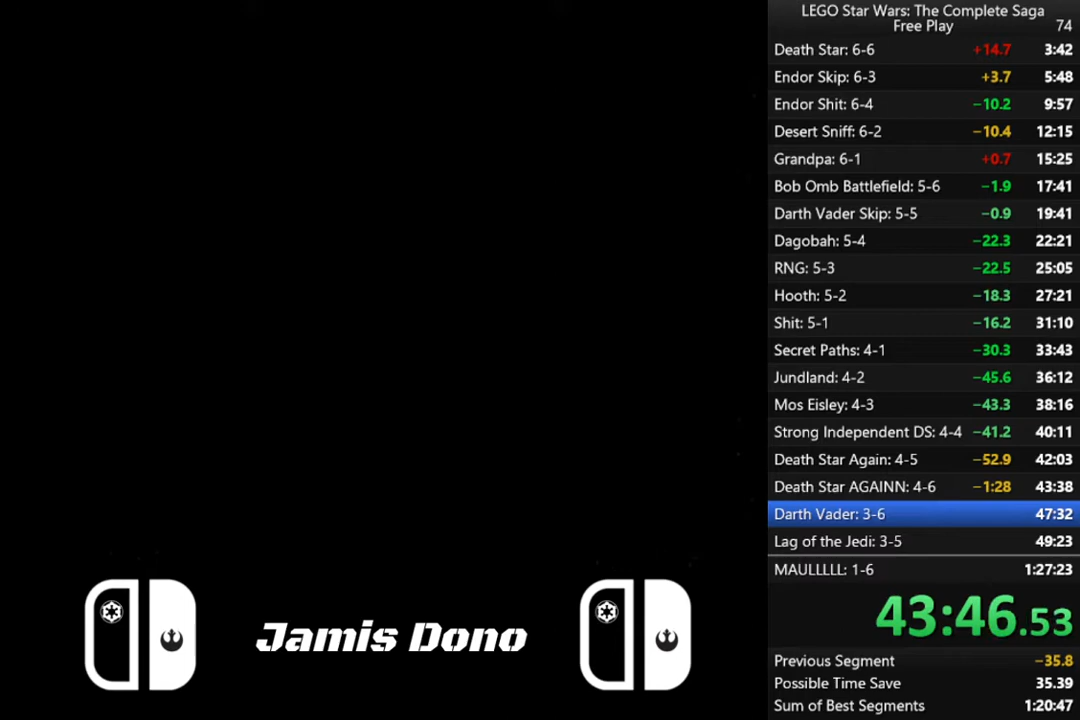 LEGO Star Wars: The Complete Saga
Free Play 74
Death Star: 6-6 +14.7 3:42
Endor Skip: 6-3 +3.7 5:48
Endor Shit: 6-4 −10.2 9:57
Desert Sniff: 6-2 −10.4 12:15
Grandpa: 6-1 +0.7 15:25
Bob Omb Battlefield: 5-6 −1.9 17:41
Darth Vader Skip: 5-5 −0.9 19:41
Dagobah: 5-4 −22.3 22:21
RNG: 5-3 −22.5 25:05
Hooth: 5-2 −18.3 27:21
Shit: 5-1 −16.2 31:10
Secret Paths: 4-1 −30.3 33:43
Jundland: 4-2 −45.6 36:12
Mos Eisley: 4-3 −43.3 38:16
Strong Independent DS: 4-4 −41.2 40:11
Death Star Again: 4-5 −52.9 42:03
Death Star AGAINN: 4-6 −1:28 43:38
Darth Vader: 3-6 47:32
Lag of the Jedi: 3-5 49:23
MAULLLLL: 1-6 1:27:23
43:46.53
Previous Segment −35.8
Possible Time Save 35.39
Sum of Best Segments 1:20:47
Jamis Dono